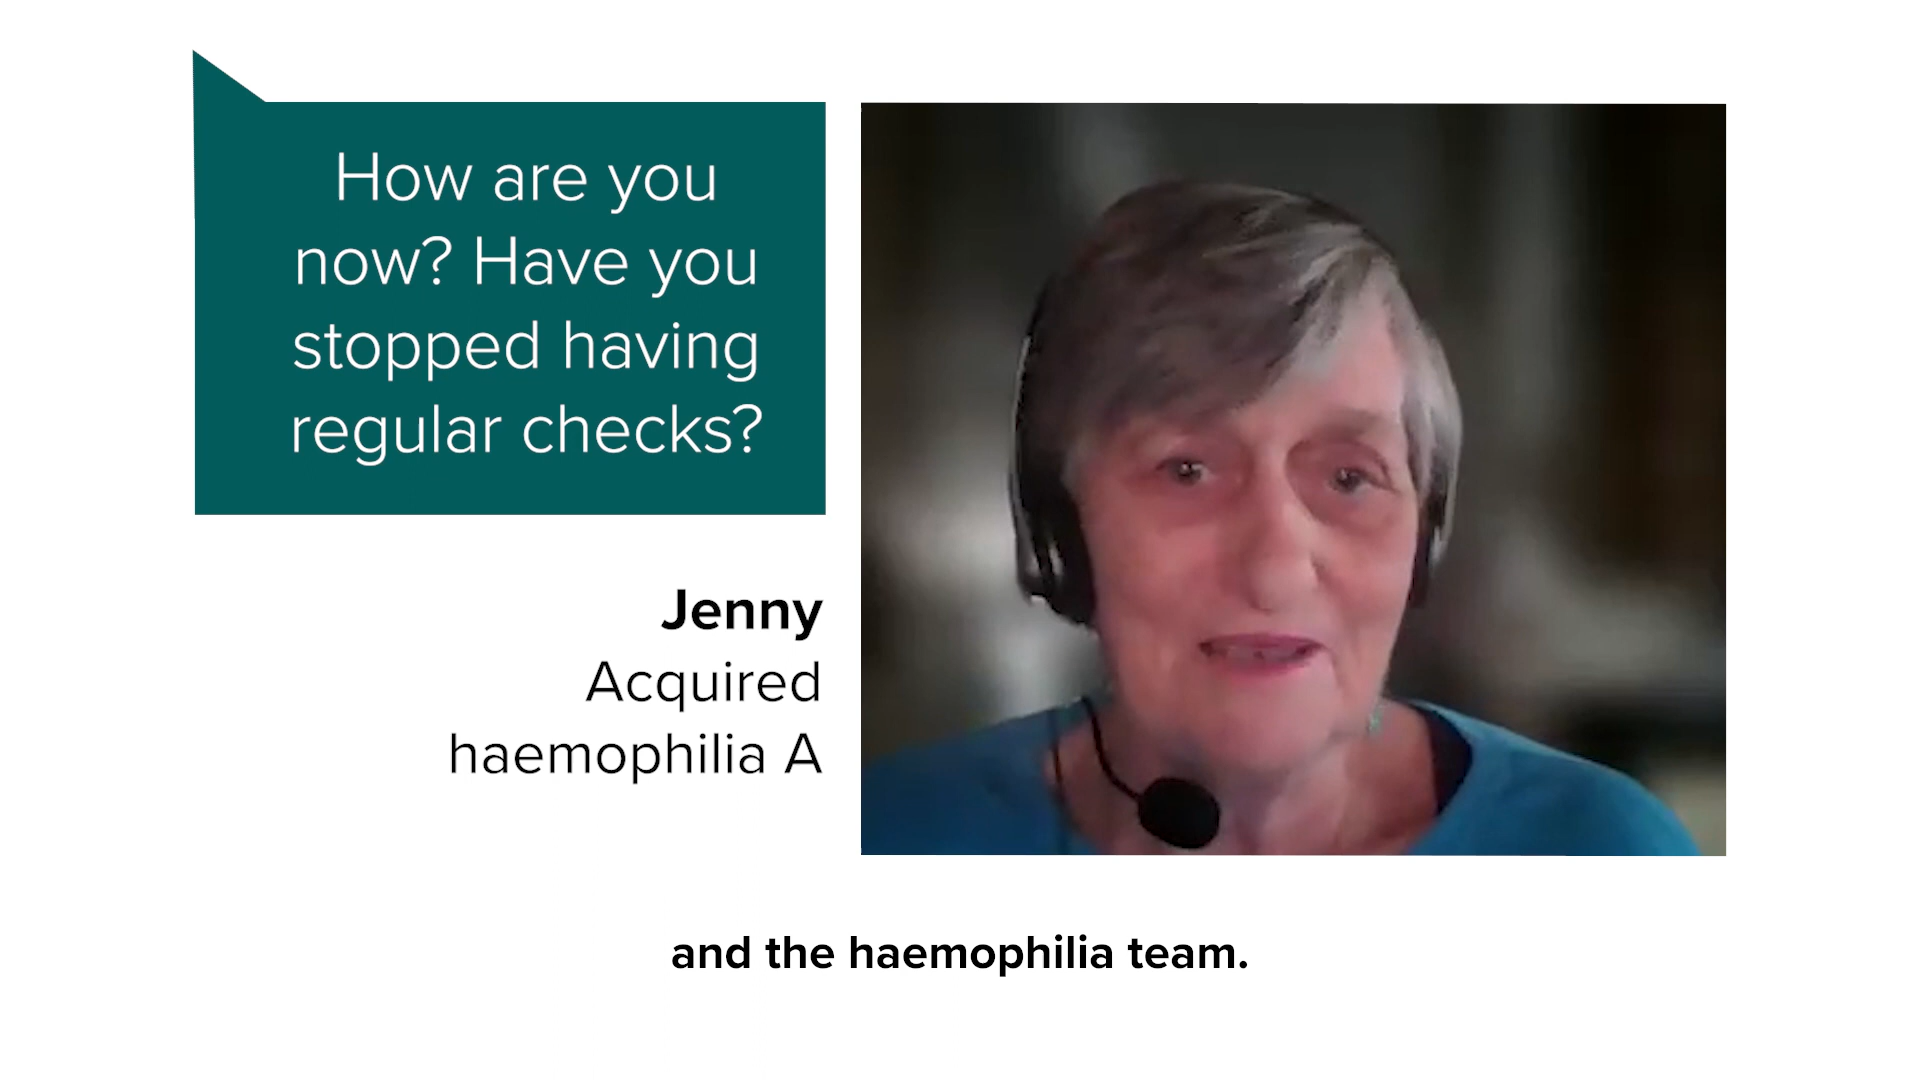 How are you
now? Have you
stopped having
regular checks?
Jenny
Acquired
haemophilia A
and the haemophilia team.